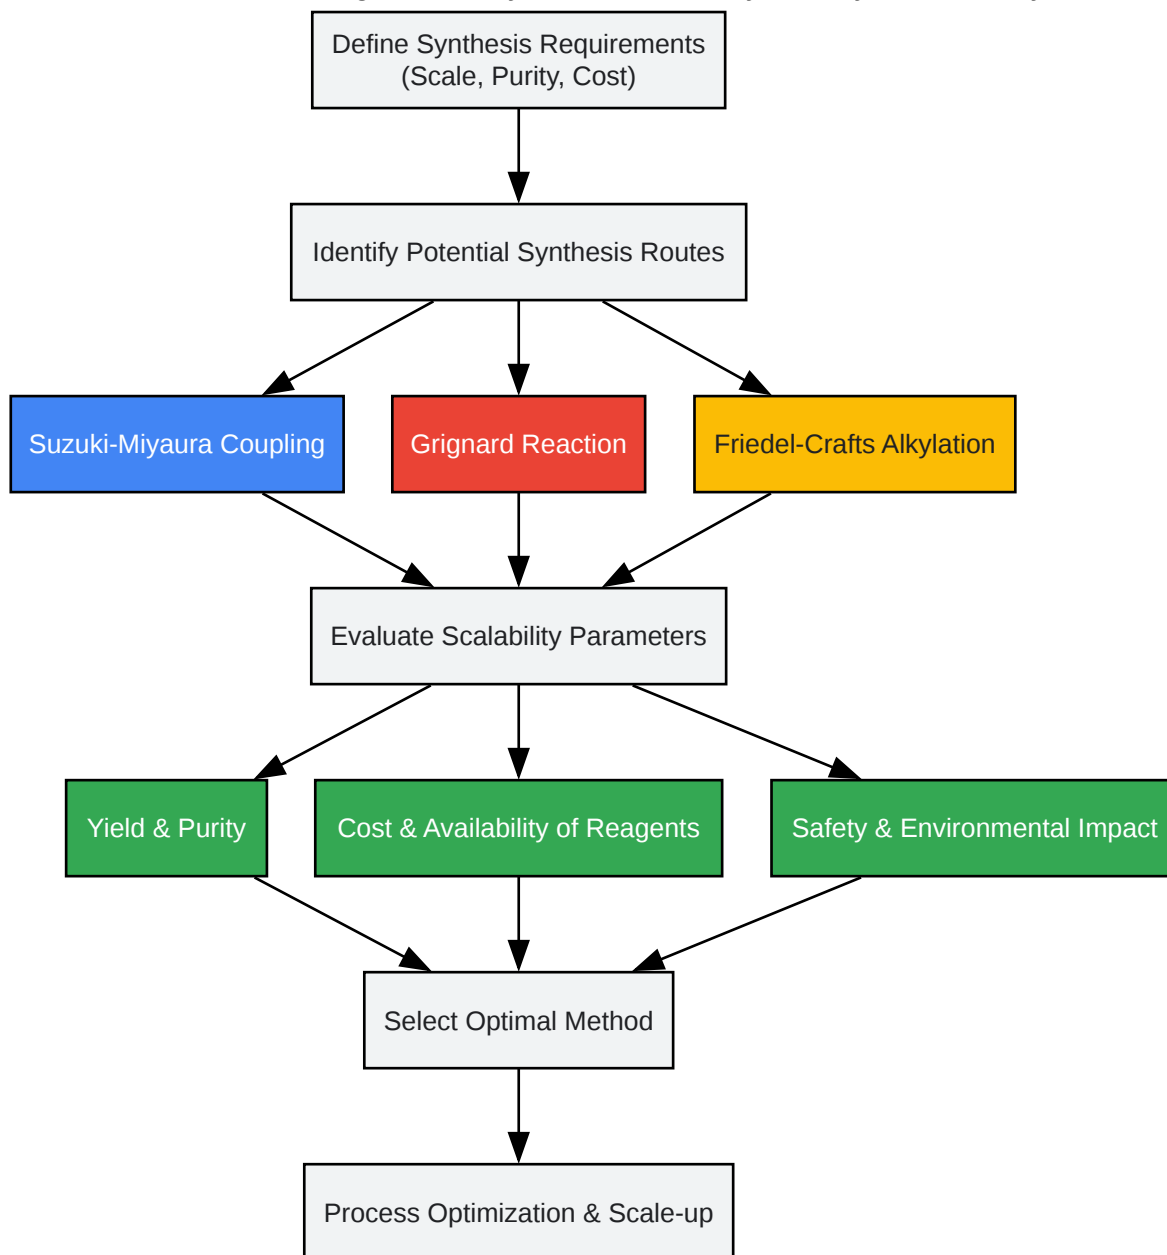 Define Synthesis Requirements
(Scale, Purity, Cost)
Identify Potential Synthesis Routes
Suzuki-Miyaura Coupling
Grignard Reaction
Friedel-Crafts Alkylation
Evaluate Scalability Parameters
Yield & Purity
Cost & Availability of Reagents
Safety & Environmental Impact
Select Optimal Method
Process Optimization & Scale-up